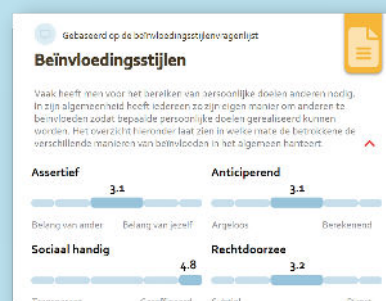 Gebaseerd op de beïnvloedingsstijlenvragenlijst
Beïnvloedingsstijlen
Vaak heeft men voor het bereiken van persoonlijke doelen anderen nodig.
In zijn algemeenheid heeft iedereen zo zijn eigen manier om anderen te
beïnvloeden zodat bepaalde persoonlijke doelen gerealiseerd kunnen
worden. Het overzicht hieronder laat zien in welke mate de betrokkene de
verschillende manieren van beïnvloeden in het algemeen hanteert.
Assertief Anticiperend
3.1 3.1
Belang van ander Belang van jezelf Argeloos Berekenend
Sociaal handig Rechtdoorzee
4.8 3.2